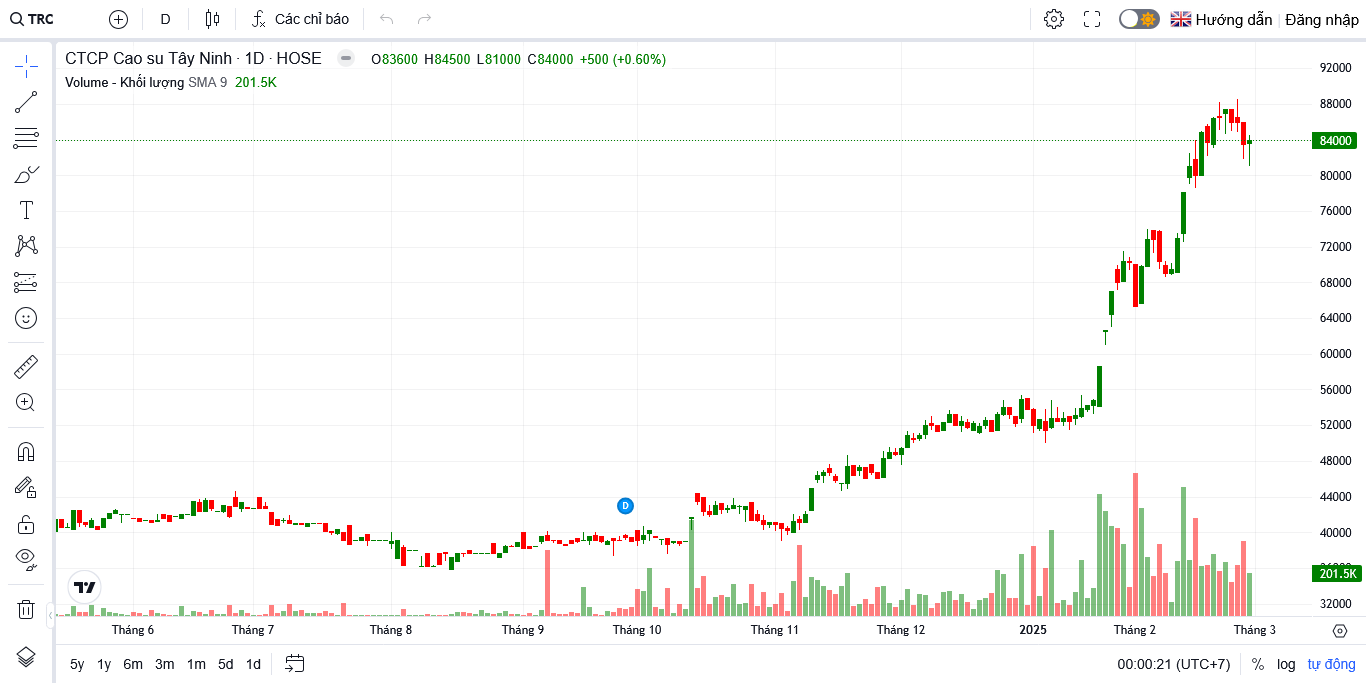 TRC D Các chỉ báo Hướng dẫn Đăng nhập
CTCP Cao su Tây Ninh · 1D · HOSE O83600 H84500 L81000 C84000 +500 (+0.60%)
Volume - Khối lượng SMA 9 201.5K
92000
88000
84000
80000
76000
72000
68000
64000
60000
56000
52000
48000
44000
D
40000
36000
201.5K
32000
Tháng 6 Tháng 7 Tháng 8 Tháng 9 Tháng 10 Tháng 11 Tháng 12 2025 Tháng 2 Tháng 3
5y 1y 6m 3m 1m 5d 1d 00:00:21 (UTC+7) % log tự động